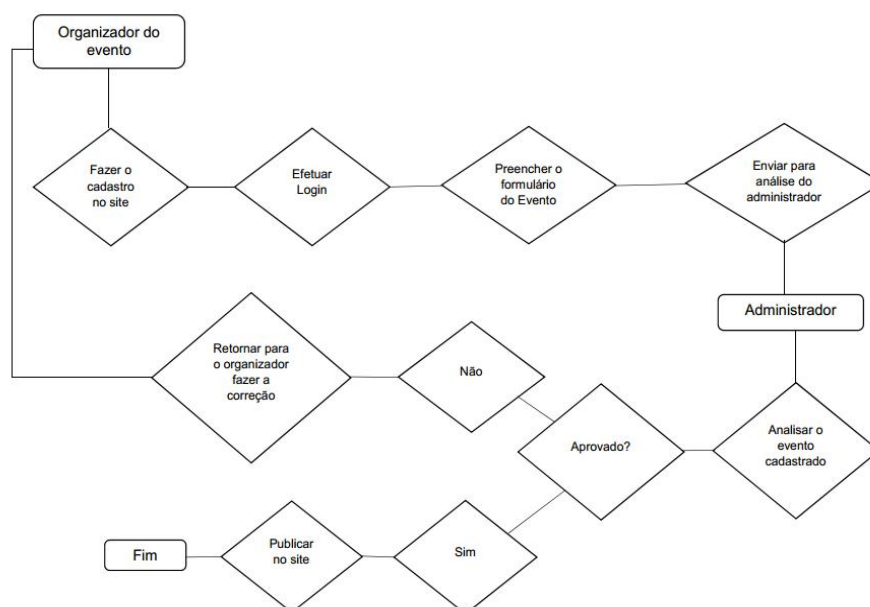 Organizador do
evento
Fazer o
cadastro
no site
Efetuar
Login
Preencher o
formulário
do Evento
Enviar para
análise do
administrador
Administrador
Analisar o
evento
cadastrado
Aprovado?
Não
Retornar para
o organizador
fazer a
correção
Sim
Publicar
no site
Fim